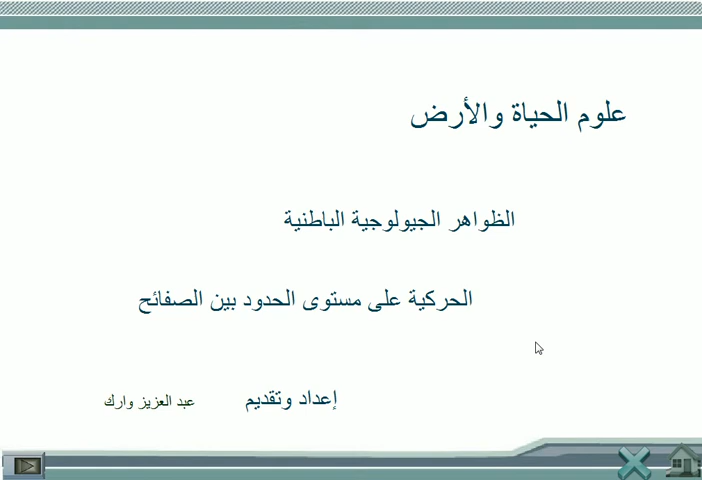 علوم الحياة والأرض
الظواهر الجيولوجية الباطنية
الحركية على مستوى الحدود بين الصفائح
إعداد وتقديم عبد العزيز وارك